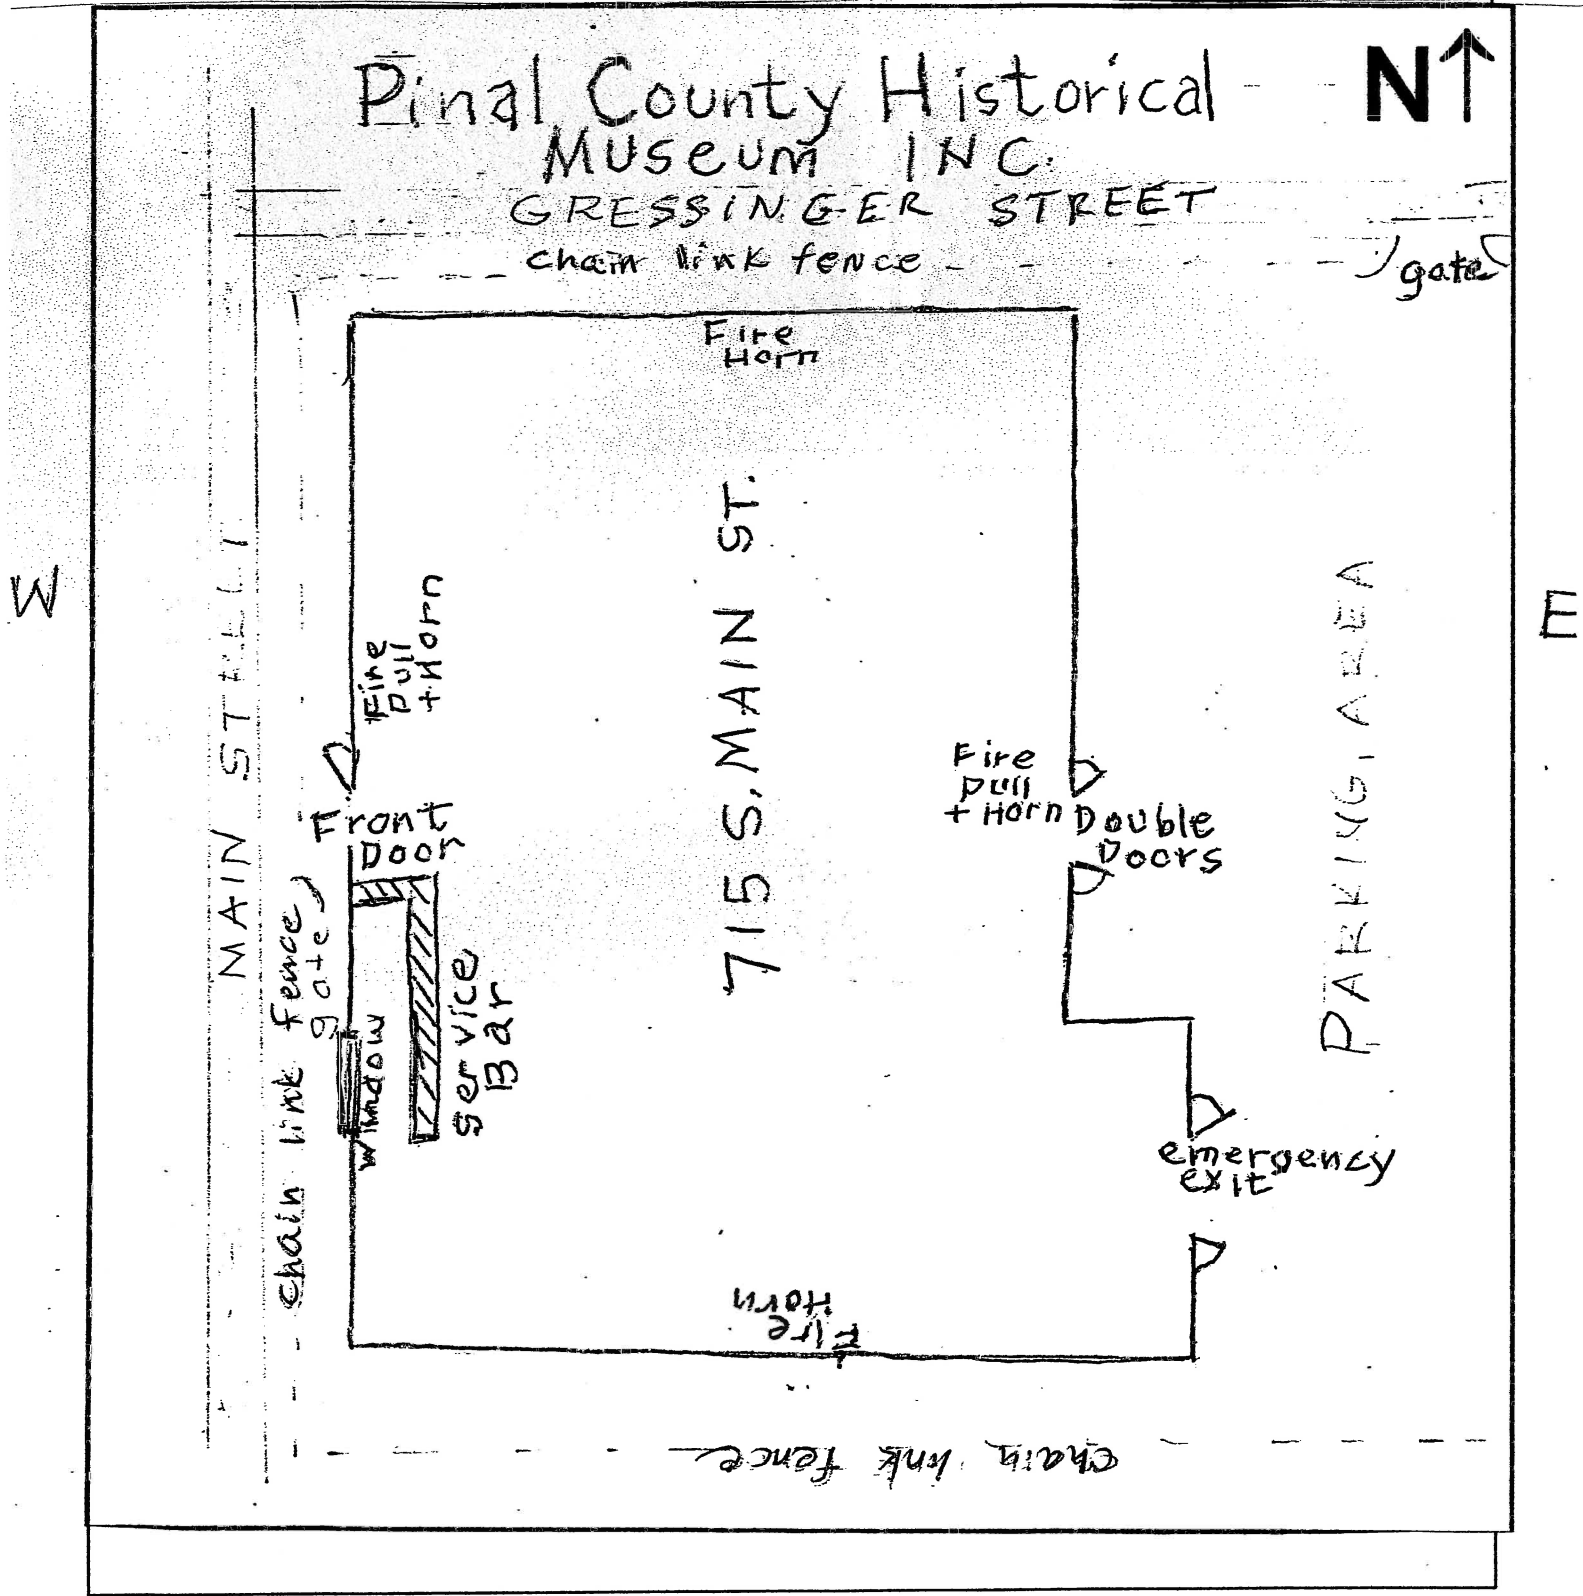 Pinal County Historical
Museum INC.
N
GRESSINGER STREET
chain link fence
gate
Fire
Horn
W
E
MAIN STREET
Fire
Pull
+ Horn
715 S. MAIN ST.
PARKING AREA
Fire
Pull
+ Horn
Double
Doors
Front
Door
chain link fence
gate
window
Service
Bar
emergency
exit
Fire
Horn
chain link fence